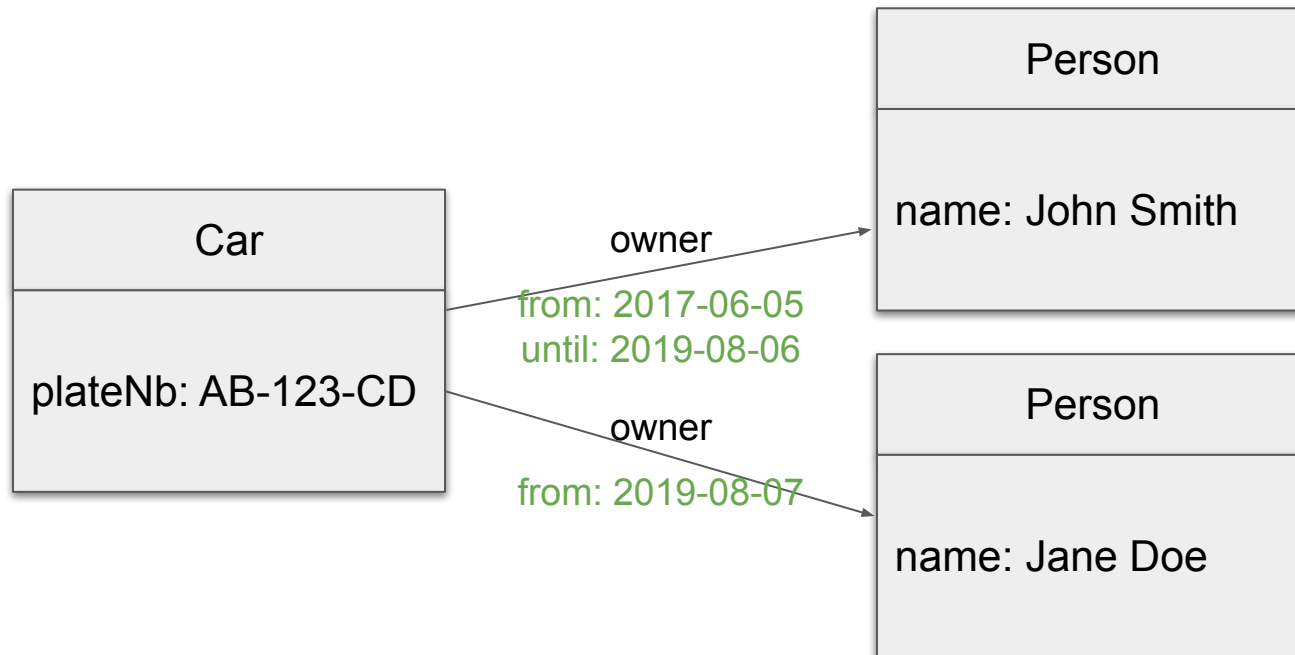 Car
plateNb: AB-123-CD
owner
from: 2017-06-05
until: 2019-08-06
owner
from: 2019-08-07
Person
name: John Smith
Person
name: Jane Doe